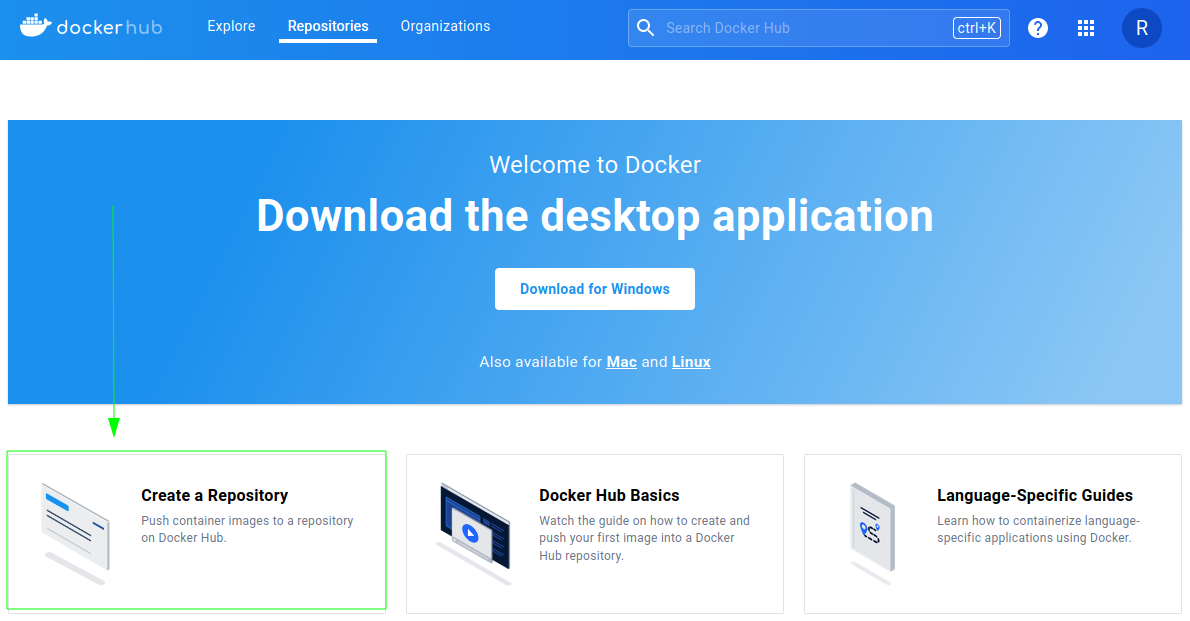 dockerhub Explore Repositories Organizations Search Docker Hub ctrl+K ? R
Welcome to Docker
Download the desktop application
Download for Windows
Also available for Mac and Linux
Create a Repository
Push container images to a repository
on Docker Hub.
Docker Hub Basics
Watch the guide on how to create and
push your first image into a Docker
Hub repository.
Language-Specific Guides
Learn how to containerize language-
specific applications using Docker.